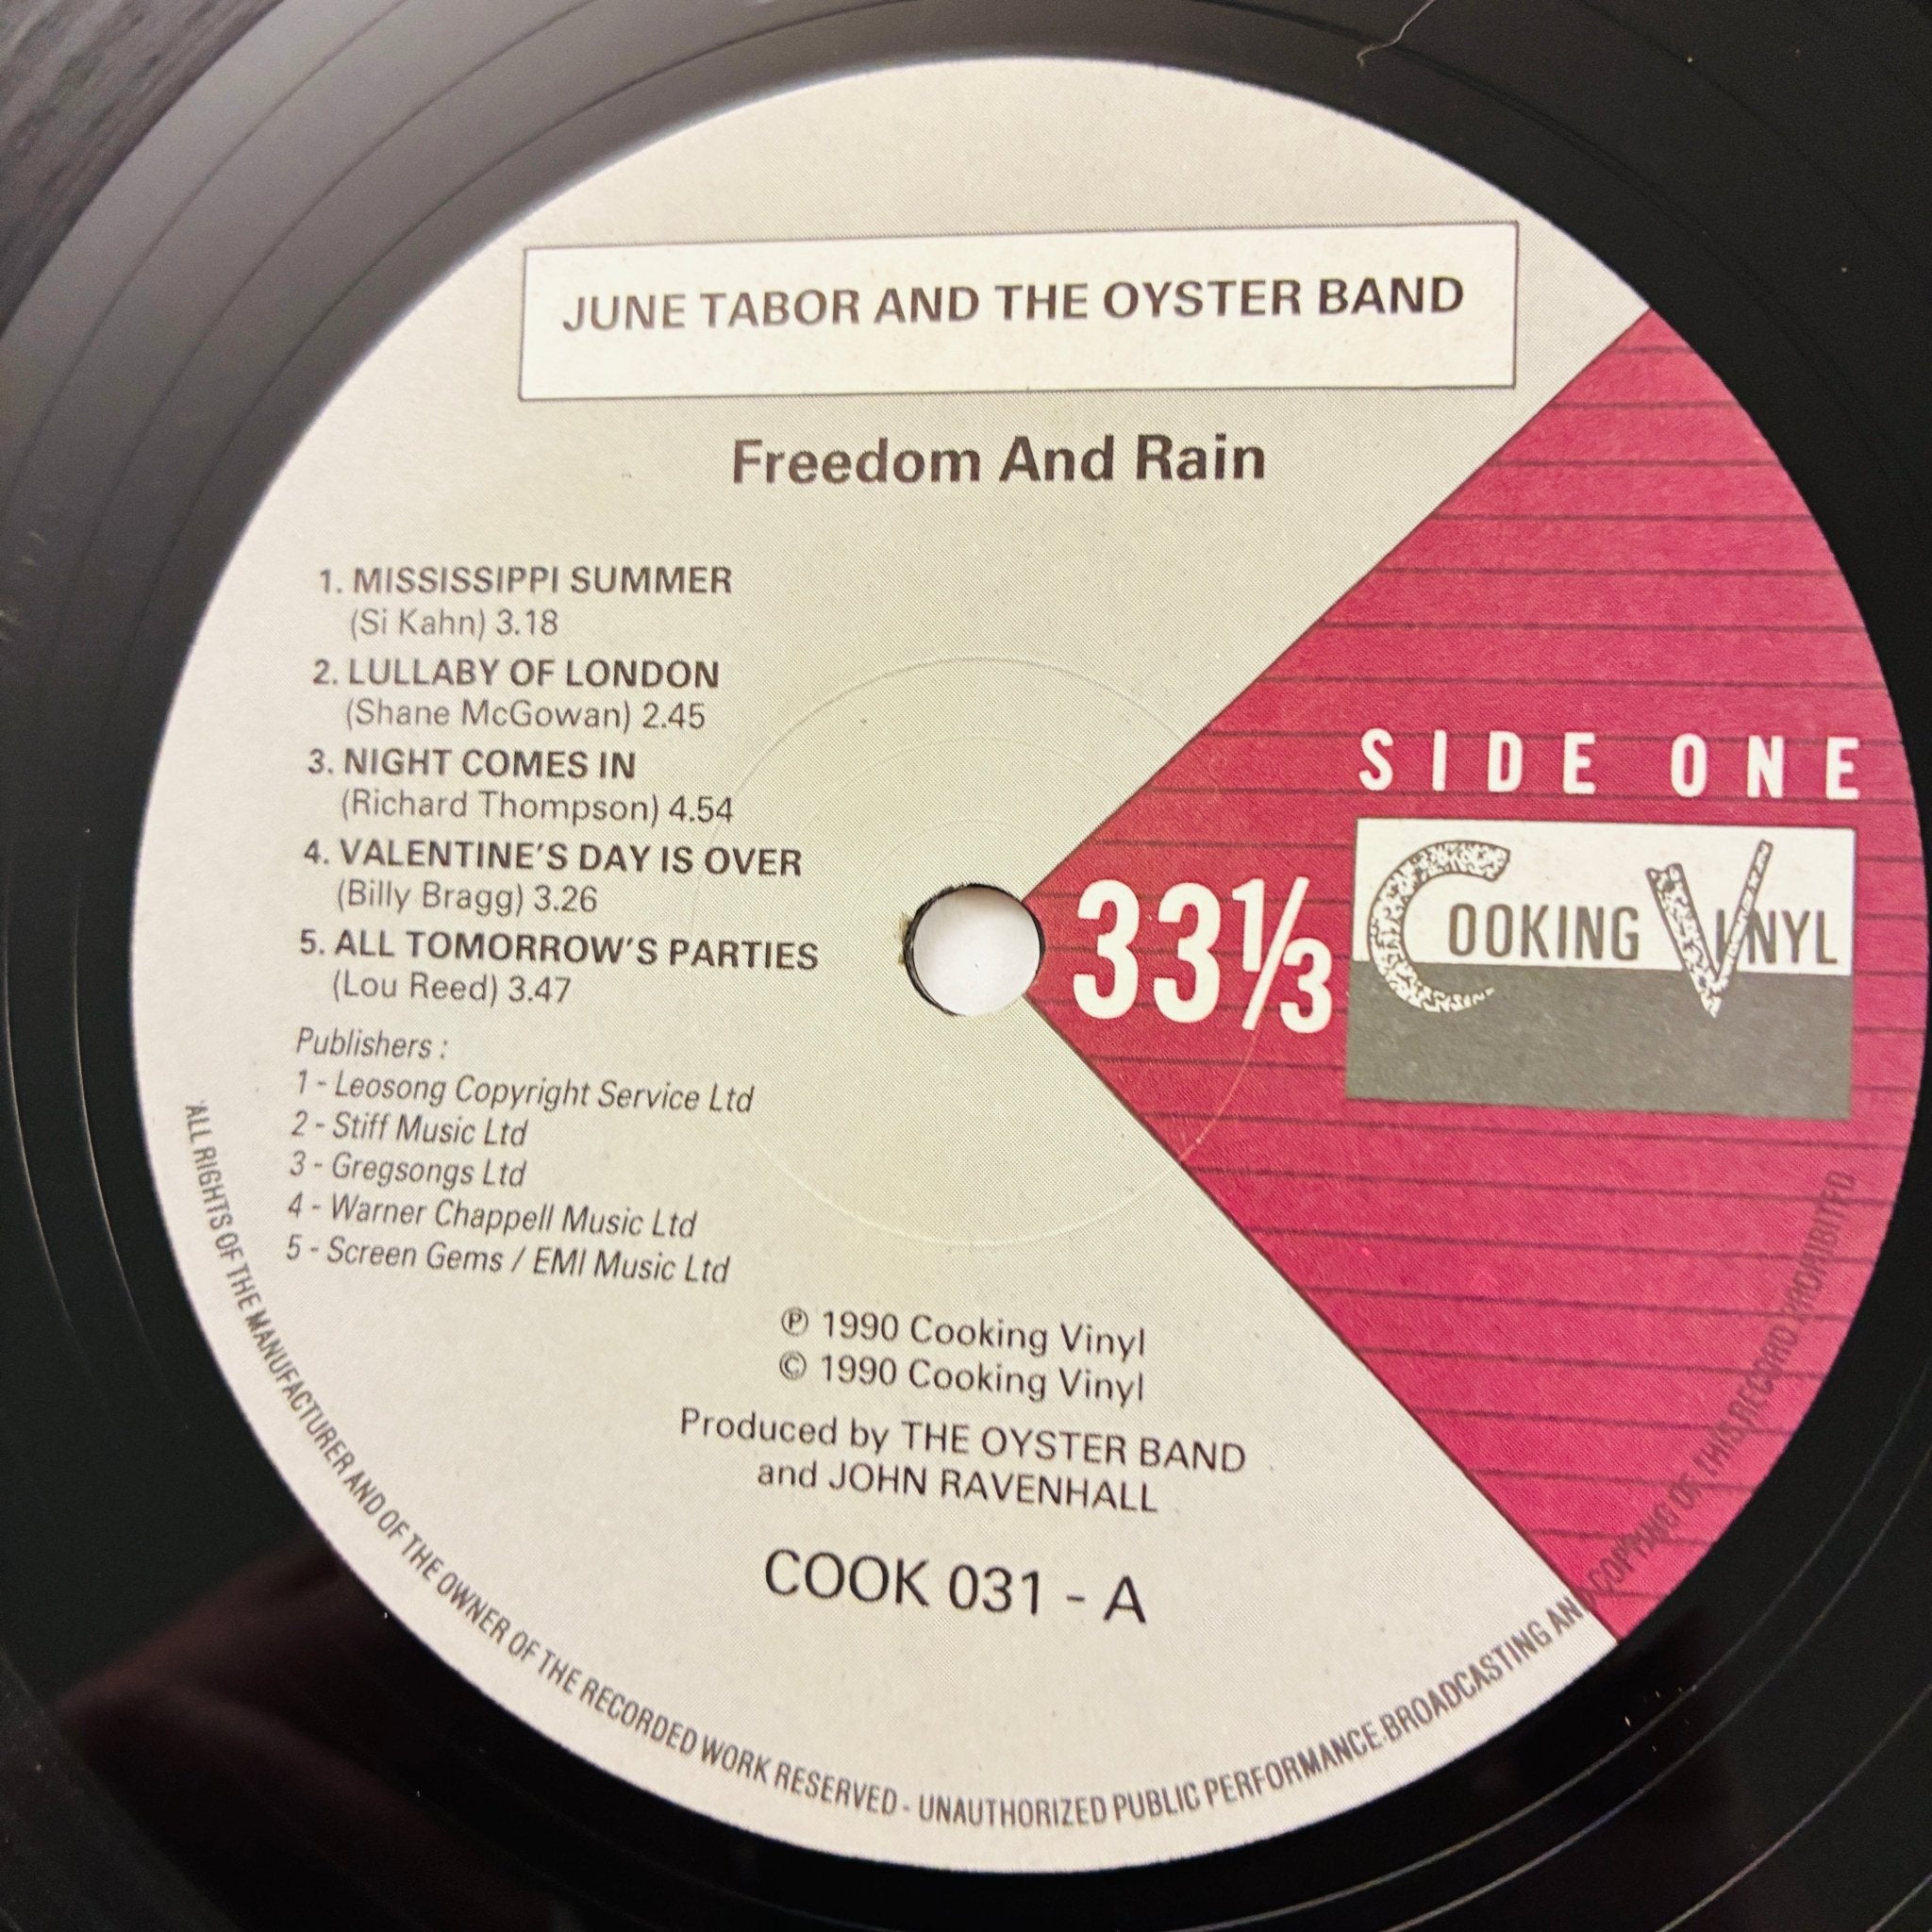 JUNE TABOR AND THE OYSTER BAND
Freedom And Rain
1. MISSISSIPPI SUMMER
(Si Kahn) 3.18
2. LULLABY OF LONDON
(Shane McGowan) 2.45
3. NIGHT COMES IN
(Richard Thompson) 4.54
4. VALENTINE'S DAY IS OVER
(Billy Bragg) 3.26
5. ALL TOMORROW'S PARTIES
(Lou Reed) 3.47
SIDE ONE
33⅓
COOKING VINYL
Publishers :
1 - Leosong Copyright Service Ltd
2 - Stiff Music Ltd
3 - Gregsongs Ltd
4 - Warner Chappell Music Ltd
5 - Screen Gems / EMI Music Ltd
℗ 1990 Cooking Vinyl
© 1990 Cooking Vinyl
Produced by THE OYSTER BAND
and JOHN RAVENHALL
COOK 031 - A
'ALL RIGHTS OF THE MANUFACTURER AND OF THE OWNER OF THE RECORDED WORK RESERVED - UNAUTHORIZED PUBLIC PERFORMANCE.BROADCASTING AND COPYING OF THIS RECORD PROHIBITED